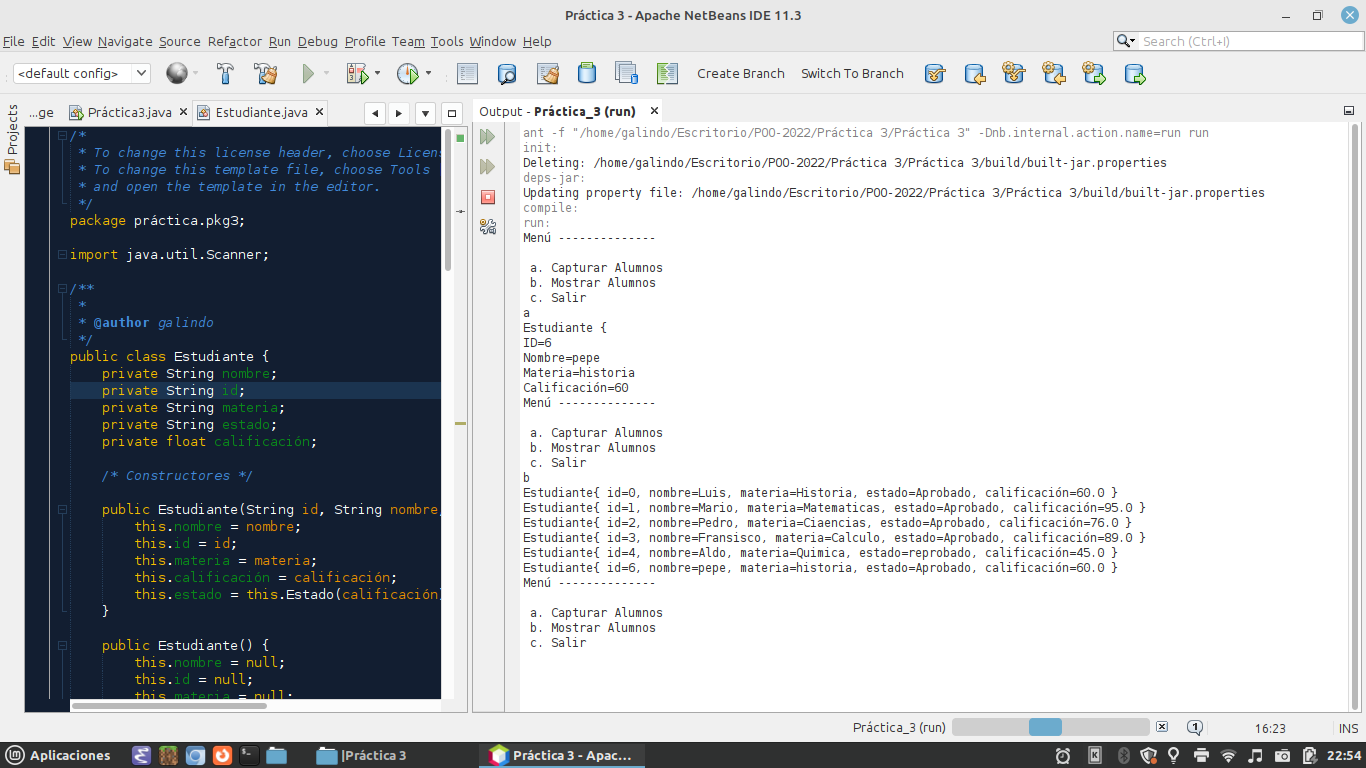 Práctica 3 - Apache NetBeans IDE 11.3
File Edit View Navigate Source Refactor Run Debug Profile Team Tools Window Help
Search (Ctrl+I)
<default config>
Create Branch
Switch To Branch
Projects
...ge
Práctica3.java
Estudiante.java
/*
* To change this license header, choose Licens
* To change this template file, choose Tools
* and open the template in the editor.
*/
package práctica.pkg3;
import java.util.Scanner;
/**
*
* @author galindo
*/
public class Estudiante {
private String nombre;
private String id;
private String materia;
private String estado;
private float calificación;
/* Constructores */
public Estudiante(String id, String nombre,
this.nombre = nombre;
this.id = id;
this.materia = materia;
this.calificación = calificación;
this.estado = this.Estado(calificación)
}
public Estudiante() {
this.nombre = null;
this.id = null;
this.materia = null;
Output - Práctica_3 (run)
ant -f "/home/galindo/Escritorio/POO-2022/Práctica 3/Práctica 3" -Dnb.internal.action.name=run run
init:
Deleting: /home/galindo/Escritorio/POO-2022/Práctica 3/Práctica 3/build/built-jar.properties
deps-jar:
Updating property file: /home/galindo/Escritorio/POO-2022/Práctica 3/Práctica 3/build/built-jar.properties
compile:
run:
Menú --------------
a. Capturar Alumnos
b. Mostrar Alumnos
c. Salir
a
Estudiante {
ID=6
Nombre=pepe
Materia=historia
Calificación=60
Menú --------------
a. Capturar Alumnos
b. Mostrar Alumnos
c. Salir
b
Estudiante{ id=0, nombre=Luis, materia=Historia, estado=Aprobado, calificación=60.0 }
Estudiante{ id=1, nombre=Mario, materia=Matematicas, estado=Aprobado, calificación=95.0 }
Estudiante{ id=2, nombre=Pedro, materia=Ciaencias, estado=Aprobado, calificación=76.0 }
Estudiante{ id=3, nombre=Fransisco, materia=Calculo, estado=Aprobado, calificación=89.0 }
Estudiante{ id=4, nombre=Aldo, materia=Quimica, estado=reprobado, calificación=45.0 }
Estudiante{ id=6, nombre=pepe, materia=historia, estado=Aprobado, calificación=60.0 }
Menú --------------
a. Capturar Alumnos
b. Mostrar Alumnos
c. Salir
Práctica_3 (run)
1
16:23
INS
Aplicaciones
|Práctica 3
Práctica 3 - Apac...
22:54